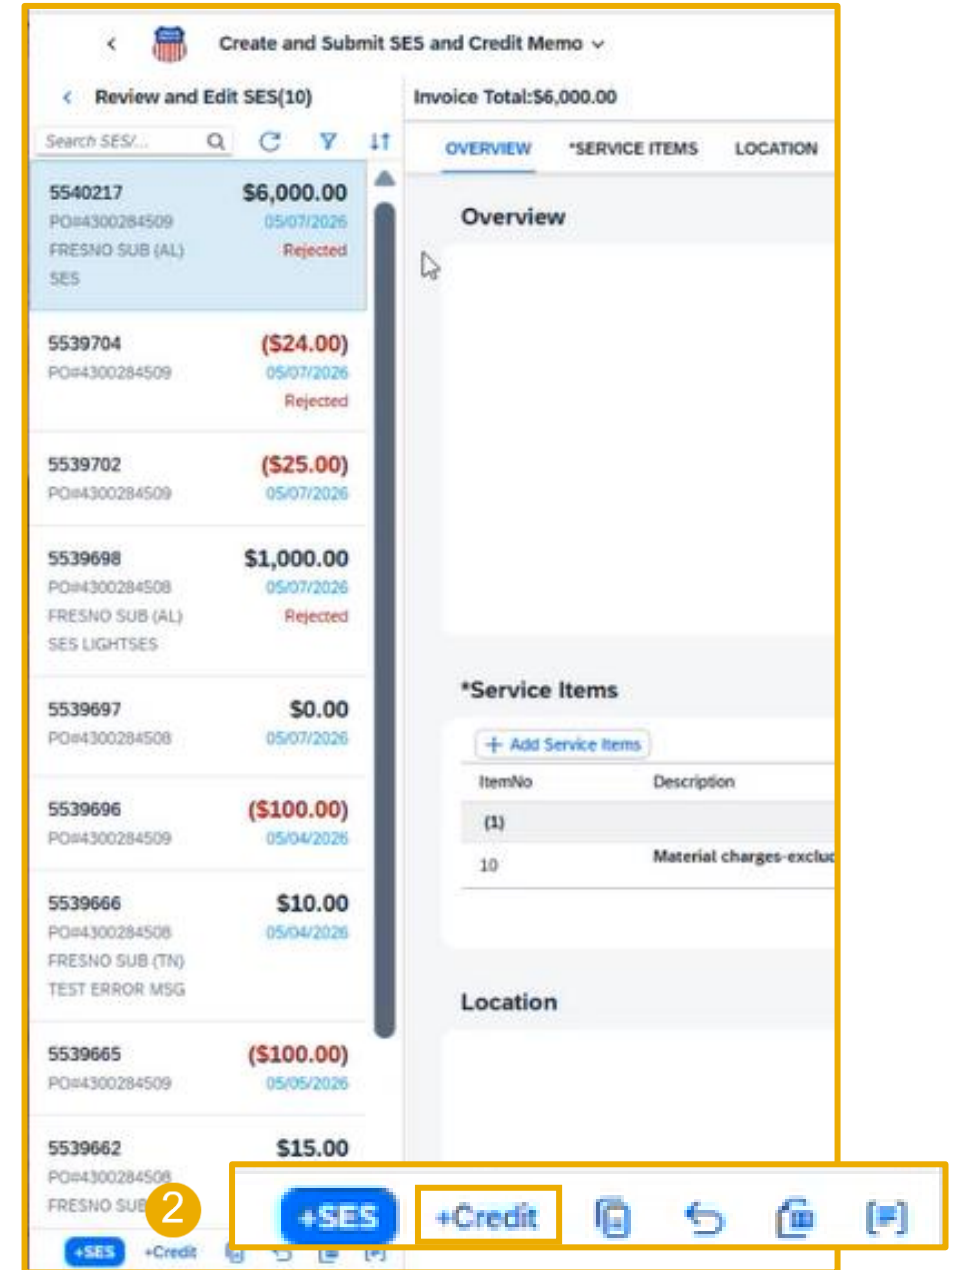 Create and Submit SES and Credit Memo
Review and Edit SES(10)
Invoice Total:$6,000.00
Search SES/...
OVERVIEW *SERVICE ITEMS LOCATION
5540217 $6,000.00
PO#4300284509 05/07/2026
FRESNO SUB (AL) Rejected
SES
Overview
5539704 ($24.00)
PO#4300284509 05/07/2026
Rejected
5539702 ($25.00)
PO#4300284509 05/07/2026
5539698 $1,000.00
PO#4300284508 05/07/2026
FRESNO SUB (AL) Rejected
SES LIGHTSES
5539697 $0.00
PO#4300284508 05/07/2026
5539696 ($100.00)
PO#4300284509 05/04/2026
5539666 $10.00
PO#4300284508 05/04/2026
FRESNO SUB (TN)
TEST ERROR MSG
5539665 ($100.00)
PO#4300284509 05/05/2026
5539662 $15.00
PO#4300284508
FRESNO SUB
*Service Items
+ Add Service Items
ItemNo Description
(1)
10 Material charges-exclud
Location
2
+SES +Credit
+SES +Credit